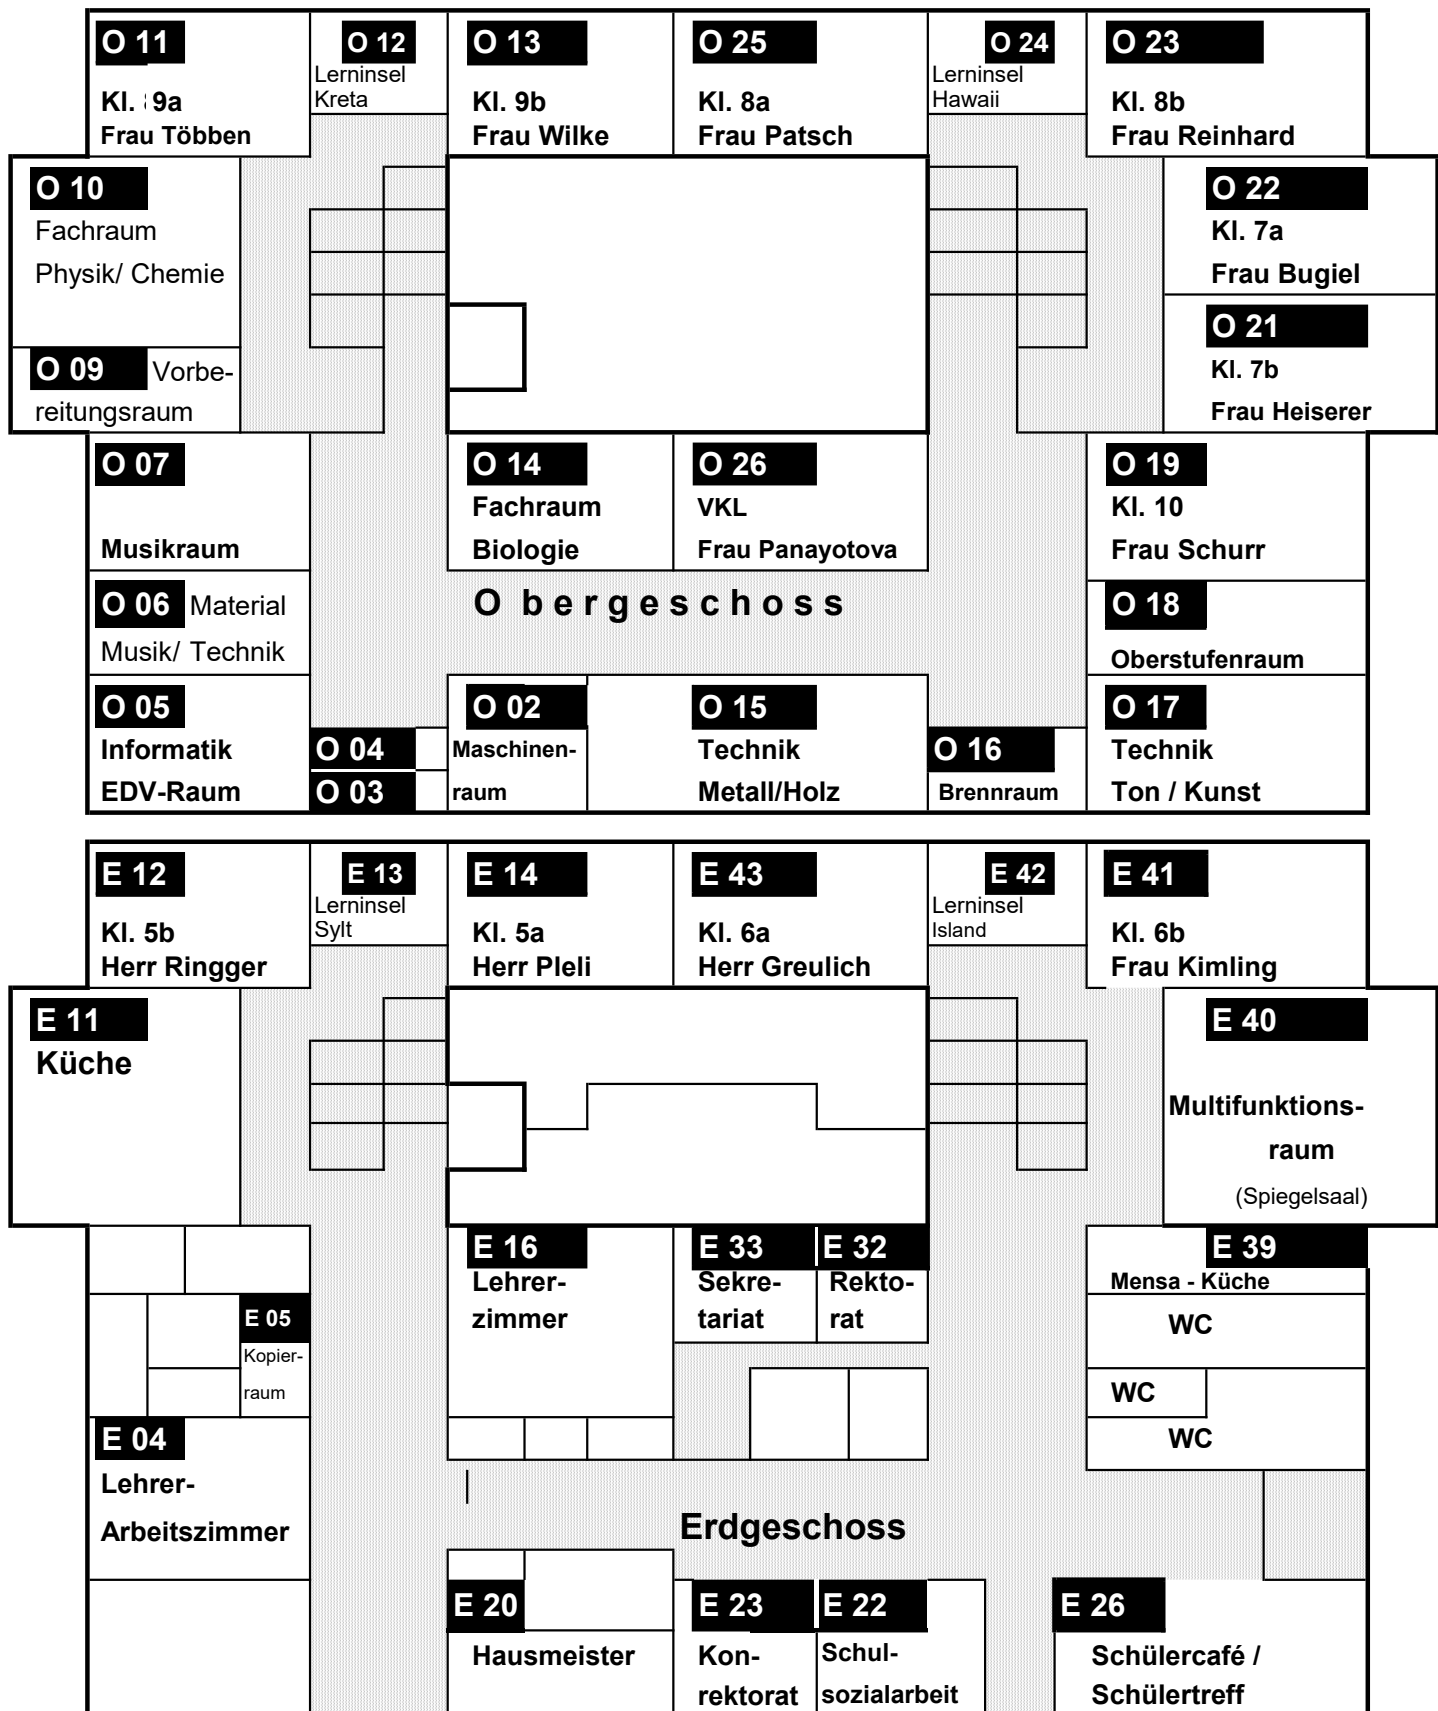 O 11
Kl. 9a
Frau Többen
O 12
Lerninsel
Kreta
O 13
Kl. 9b
Frau Wilke
O 25
Kl. 8a
Frau Patsch
O 24
Lerninsel
Hawaii
O 23
Kl. 8b
Frau Reinhard
O 10
Fachraum
Physik/ Chemie
O 22
Kl. 7a
Frau Bugiel
O 21
Kl. 7b
Frau Heiserer
O 09 Vorbe-
reitungsraum
O 07
Musikraum
O 14
Fachraum
Biologie
O 26
VKL
Frau Panayotova
O 19
Kl. 10
Frau Schurr
O 06 Material
Musik/ Technik
O bergeschoss
O 18
Oberstufenraum
O 05
Informatik
EDV-Raum
O 04
O 03
O 02
Maschinen-
raum
O 15
Technik
Metall/Holz
O 16
Brennraum
O 17
Technik
Ton / Kunst
E 12
Kl. 5b
Herr Ringger
E 13
Lerninsel
Sylt
E 14
Kl. 5a
Herr Pleli
E 43
Kl. 6a
Herr Greulich
E 42
Lerninsel
Island
E 41
Kl. 6b
Frau Kimling
E 11
Küche
E 40
Multifunktions-
raum
(Spiegelsaal)
E 16
Lehrer-
zimmer
E 33
Sekre-
tariat
E 32
Rekto-
rat
E 39
Mensa - Küche
WC
WC
WC
E 05
Kopier-
raum
E 04
Lehrer-
Arbeitszimmer
Erdgeschoss
E 20
Hausmeister
E 23
Kon-
rektorat
E 22
Schul-
sozialarbeit
E 26
Schülercafé /
Schülertreff